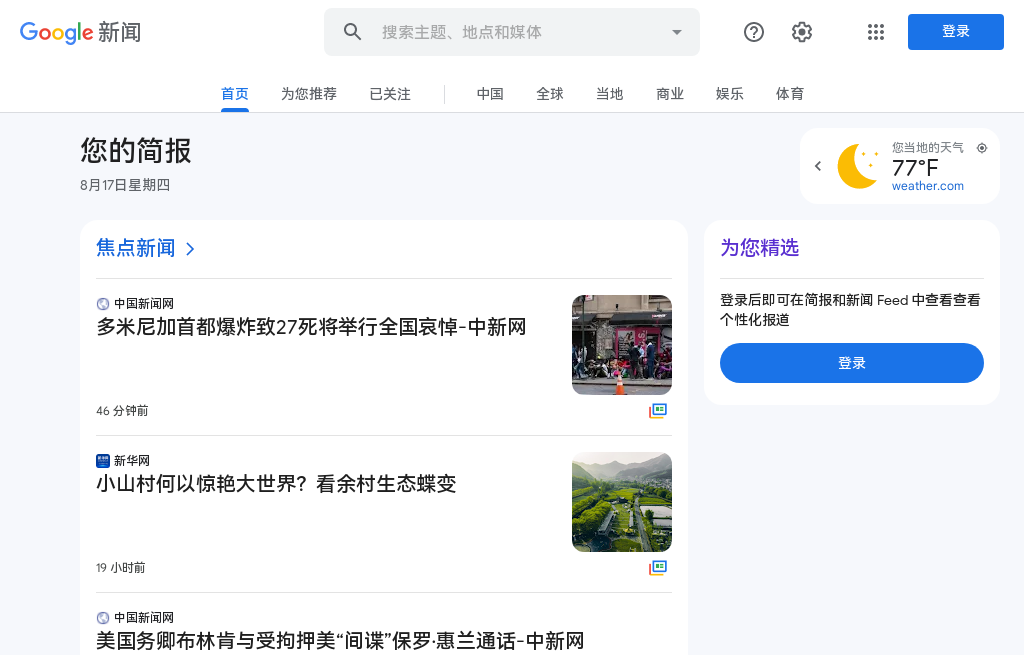 Google 新闻
搜索主题、地点和媒体
登录
首页
为您推荐
已关注
中国
全球
当地
商业
娱乐
体育
您的简报
8月17日星期四
您当地的天气
77°F
weather.com
焦点新闻
中国新闻网
多米尼加首都爆炸致27死将举行全国哀悼-中新网
46 分钟前
新华网
小山村何以惊艳大世界？看余村生态蝶变
19 小时前
中国新闻网
美国务卿布林肯与受拘押美“间谍”保罗·惠兰通话-中新网
为您精选
登录后即可在简报和新闻 Feed 中查看查看
个性化报道
登录